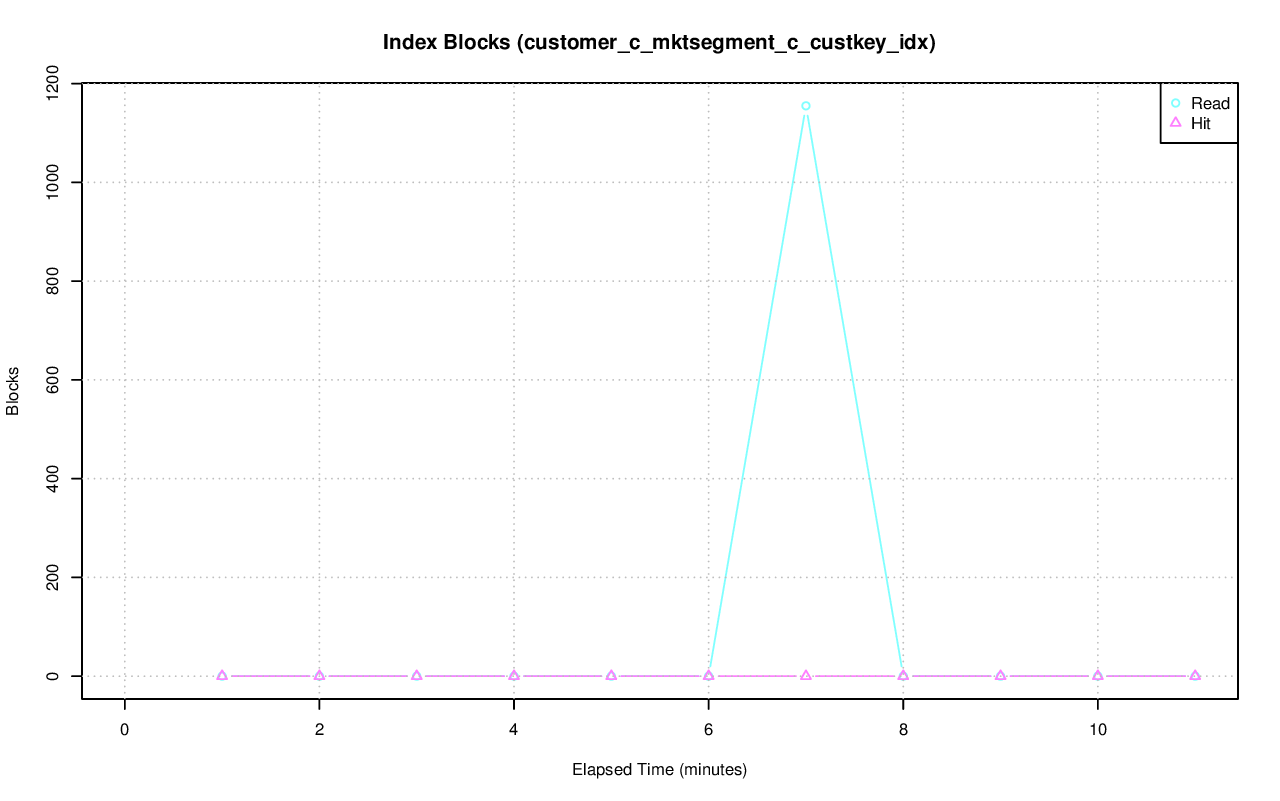 Index Blocks (customer_c_mktsegment_c_custkey_idx)
Read
Hit
1200
1000
800
600
400
200
0
Blocks
0 2 4 6 8 10
Elapsed Time (minutes)